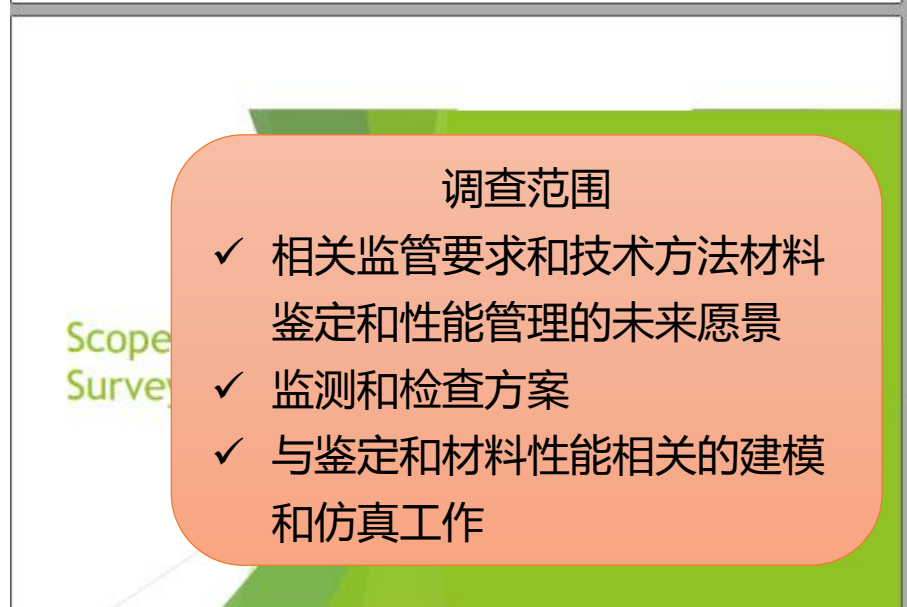 调查范围
✓ 相关监管要求和技术方法材料
鉴定和性能管理的未来愿景
✓ 监测和检查方案
✓ 与鉴定和材料性能相关的建模
和仿真工作
Scope
Survey